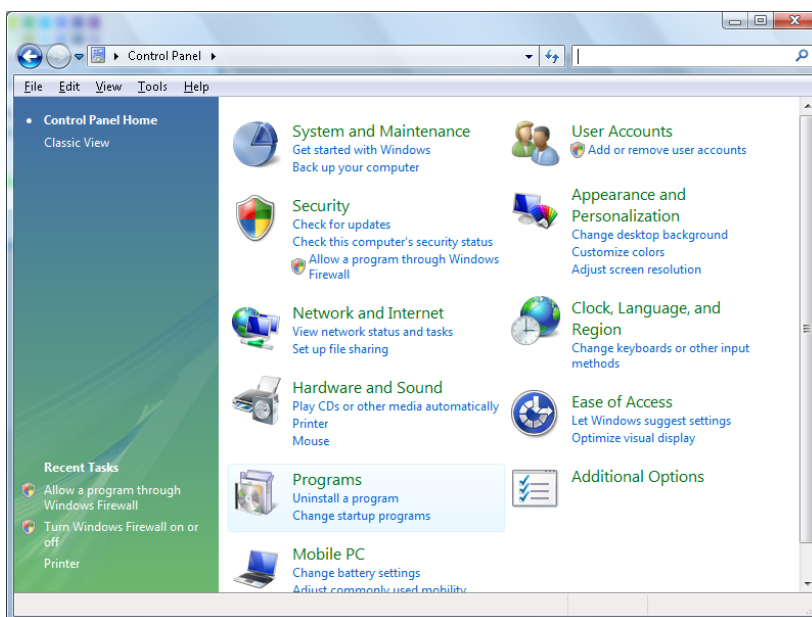 Control Panel
File Edit View Tools Help
Control Panel Home
Classic View
Recent Tasks
Allow a program through
Windows Firewall
Turn Windows Firewall on or
off
Printer
System and Maintenance
Get started with Windows
Back up your computer
Security
Check for updates
Check this computer's security status
Allow a program through Windows
Firewall
Network and Internet
View network status and tasks
Set up file sharing
Hardware and Sound
Play CDs or other media automatically
Printer
Mouse
Programs
Uninstall a program
Change startup programs
Mobile PC
Change battery settings
Adjust commonly used mobility
User Accounts
Add or remove user accounts
Appearance and
Personalization
Change desktop background
Customize colors
Adjust screen resolution
Clock, Language, and
Region
Change keyboards or other input
methods
Ease of Access
Let Windows suggest settings
Optimize visual display
Additional Options